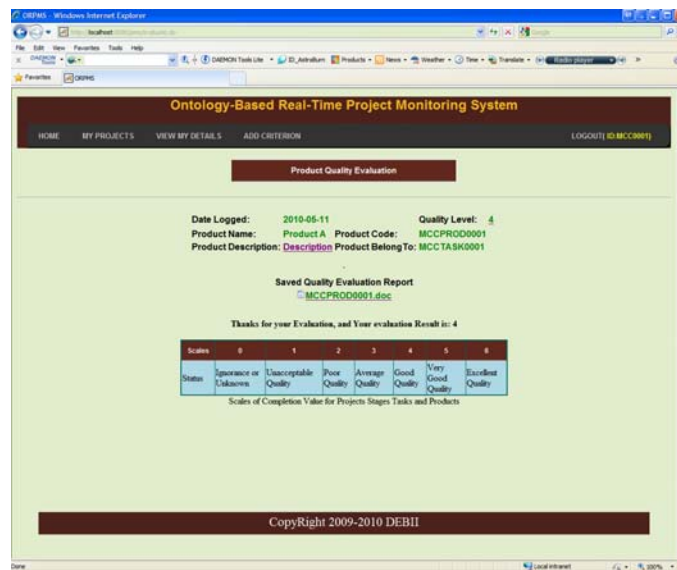 ORPMS - Windows Internet Explorer
File Edit View Favorites Tools Help
DAEMON Tools DAEMON Tools Lite ID_Astrallum Products News Weather Time Translate Radio player
Favorites ORPMS
Ontology-Based Real-Time Project Monitoring System
HOME MY PROJECTS VIEW MY DETAILS ADD CRITERION LOGOUT( ID:MCC0001)
Product Quality Evaluation
Date Logged: 2010-05-11 Quality Level: 4
Product Name: Product A Product Code: MCCPROD0001
Product Description: Description Product BelongTo: MCCTASK0001
Saved Quality Evaluation Report
MCCPROD0001.doc
Thanks for your Evaluation, and Your evaluation Result is: 4
Scales 0 1 2 3 4 5 6
Status Ignorance or Unknown Unacceptable Quality Poor Quality Average Quality Good Quality Very Good Quality Excellent Quality
Scales of Completion Value for Projects Stages Tasks and Products
CopyRight 2009-2010 DEBII
Done Local intranet 100%